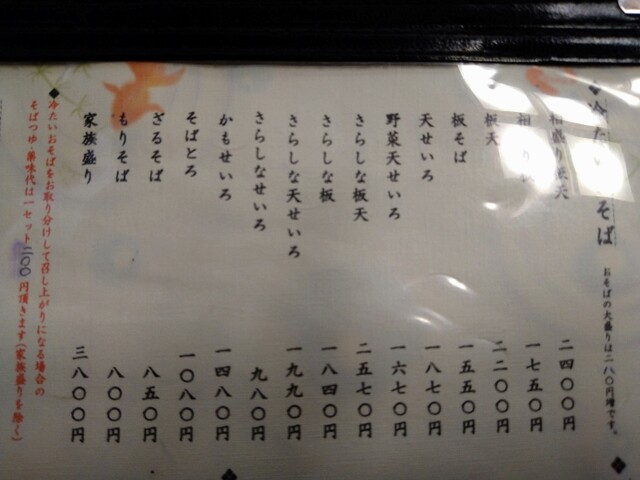 ◆冷たいおそば おそばの大盛りは二八〇円増です。
相盛り板天 二四〇〇円
相盛り 一七五〇円
板天 二二〇〇円
板そば 一五五〇円
天せいろ 一八七〇円
野菜天せいろ 一六七〇円
さらしな板天 二五七〇円
さらしな板 一八四〇円
さらしな天せいろ 一九九〇円
さらしなせいろ 九八〇円
かもせいろ 一四八〇円
そばとろ 一〇八〇円
ざるそば 八五〇円
もりそば 八〇〇円
家族盛り 三八〇〇円
◆冷たいおそばをお取り分けして召し上がりになる場合の
そばつゆ・薬味代は一セット二〇〇円頂きます(家族盛りを除く)